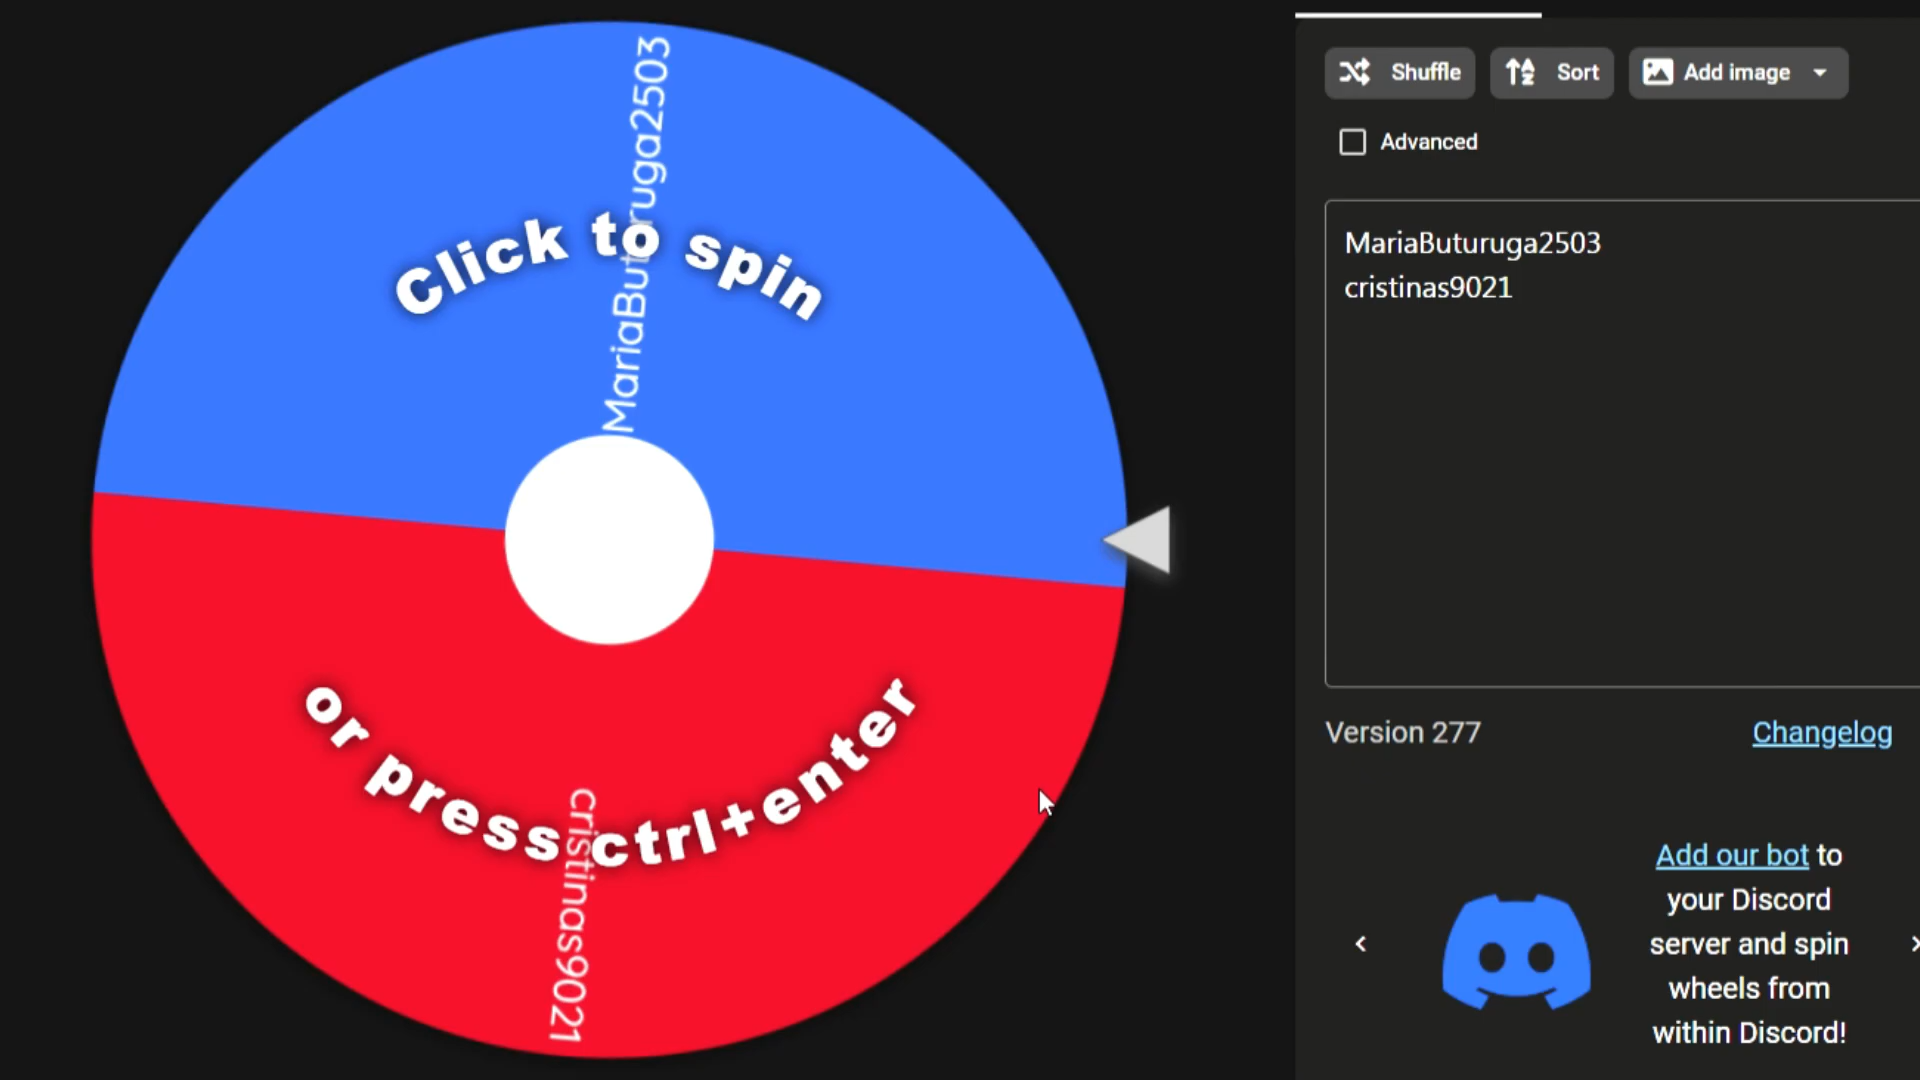 MariaButuruga2503
Click to spin
or press ctrl+enter
cristinas9021
Shuffle
Sort
Add image
Advanced
MariaButuruga2503
cristinas9021
Version 277
Changelog
Add our bot to
your Discord
server and spin
wheels from
within Discord!